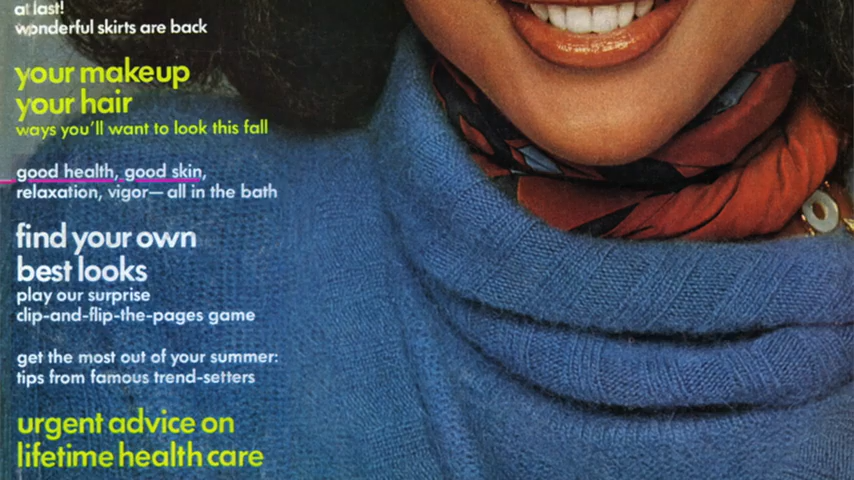 at last!
wonderful skirts are back
your makeup
your hair
ways you'll want to look this fall
good health, good skin,
relaxation, vigor—all in the bath
find your own
best looks
play our surprise
clip-and-flip-the-pages game
get the most out of your summer:
tips from famous trend-setters
urgent advice on
lifetime health care